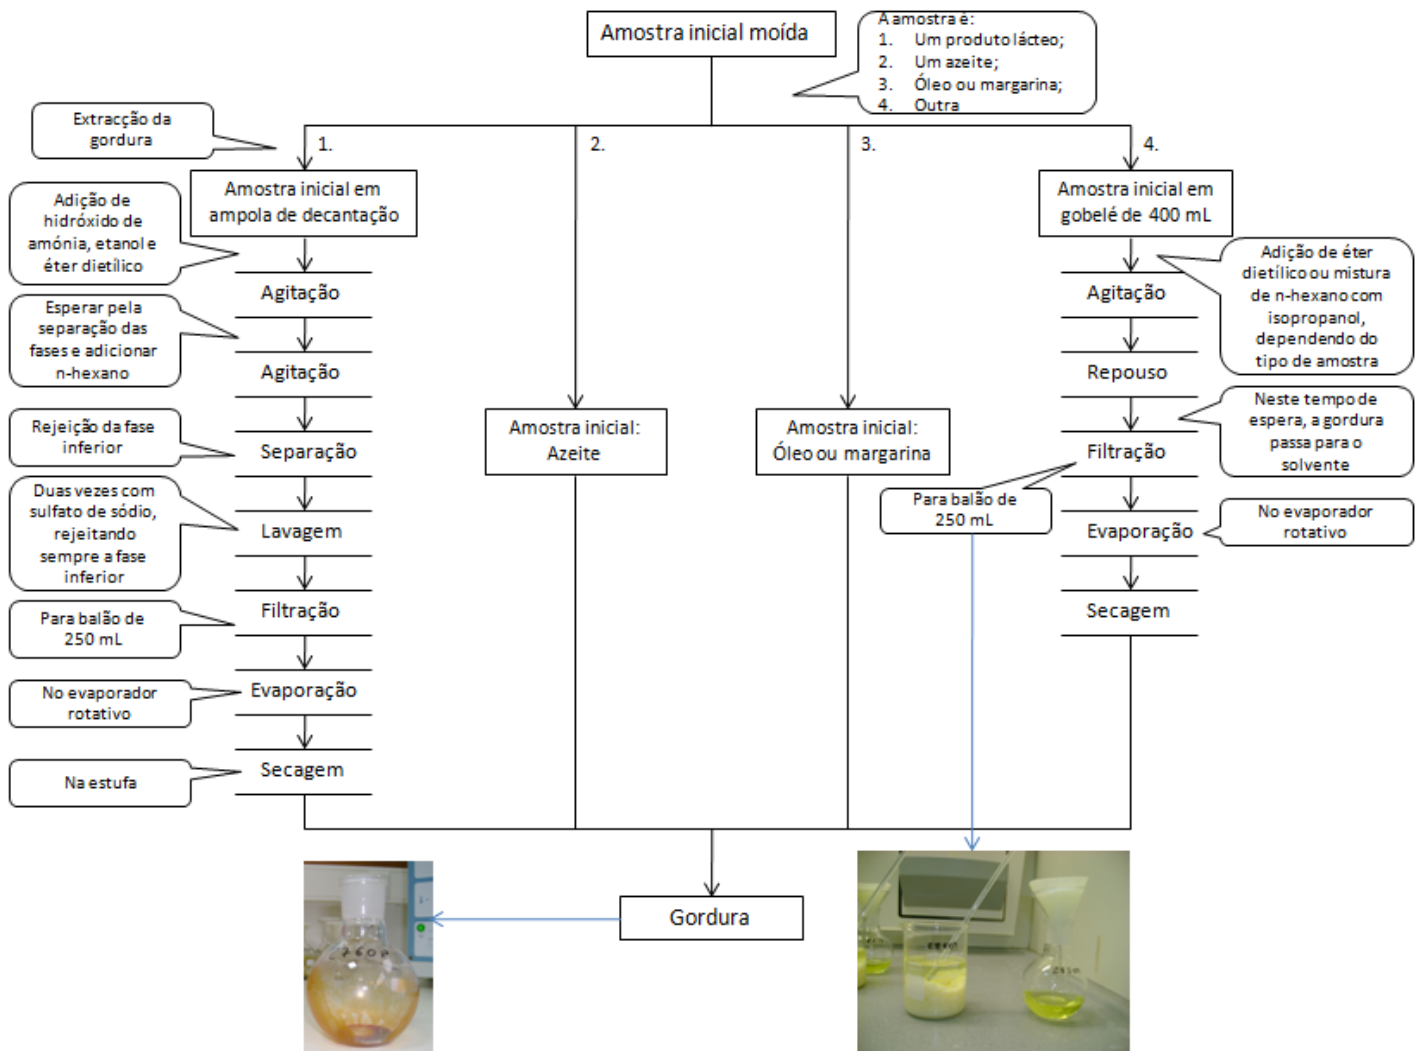 Amostra inicial moída
A amostra é:
1. Um produto lácteo;
2. Um azeite;
3. Óleo ou margarina;
4. Outra
Extracção da
gordura
1.
2.
3.
4.
Amostra inicial em
ampola de decantação
Adição de
hidróxido de
amónia, etanol e
éter dietílico
Agitação
Esperar pela
separação das
fases e adicionar
n-hexano
Agitação
Rejeição da fase
inferior
Separação
Duas vezes com
sulfato de sódio,
rejeitando
sempre a fase
inferior
Lavagem
Para balão de
250 mL
Filtração
No evaporador
rotativo
Evaporação
Na estufa
Secagem
Amostra inicial:
Azeite
Amostra inicial:
Óleo ou margarina
Amostra inicial em
gobelé de 400 mL
Adição de éter
dietílico ou mistura
de n-hexano com
isopropanol,
dependendo do
tipo de amostra
Agitação
Repouso
Neste tempo de
espera, a gordura
passa para o
solvente
Filtração
Para balão de
250 mL
Evaporação
No evaporador
rotativo
Secagem
Gordura